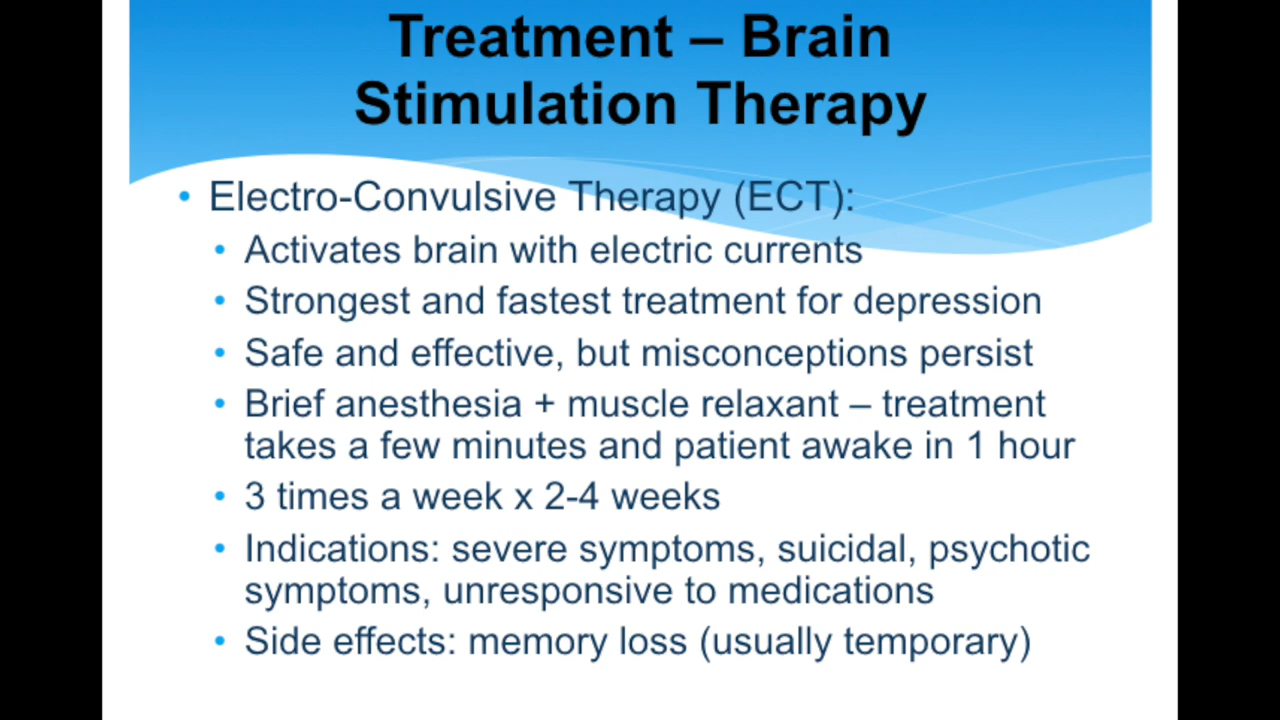 Treatment – Brain
Stimulation Therapy
• Electro-Convulsive Therapy (ECT):
• Activates brain with electric currents
• Strongest and fastest treatment for depression
• Safe and effective, but misconceptions persist
• Brief anesthesia + muscle relaxant – treatment
takes a few minutes and patient awake in 1 hour
• 3 times a week x 2-4 weeks
• Indications: severe symptoms, suicidal, psychotic
symptoms, unresponsive to medications
• Side effects: memory loss (usually temporary)